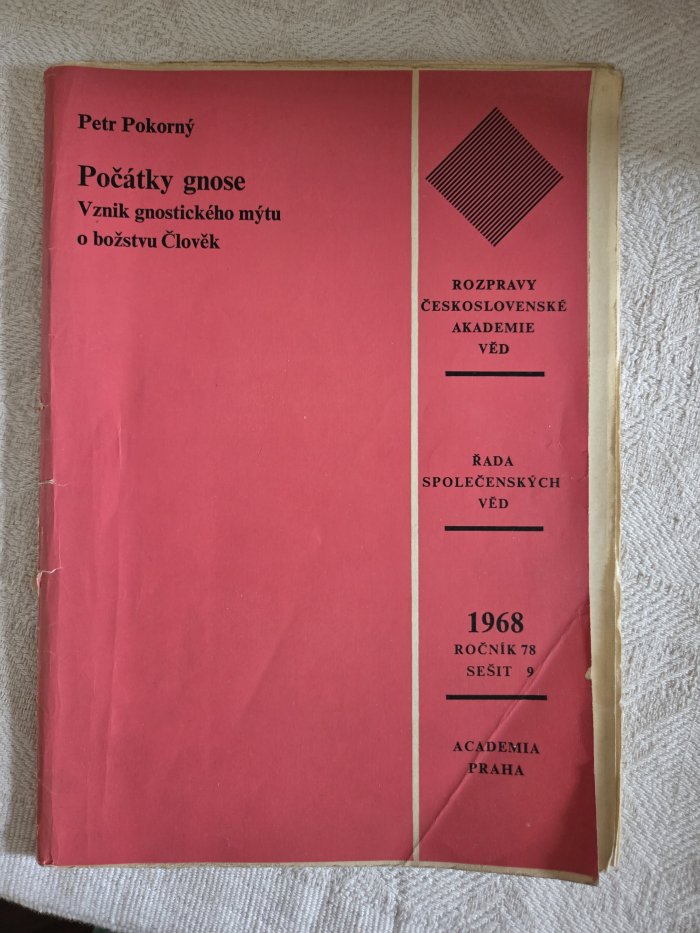 Petr Pokorný
Počátky gnose
Vznik gnostického mýtu
o božstvu Člověk
ROZPRAVY
ČESKOSLOVENSKÉ
AKADEMIE
VĚD
ŘADA
SPOLEČENSKÝCH
VĚD
1968
ROČNÍK 78
SEŠIT 9
ACADEMIA
PRAHA